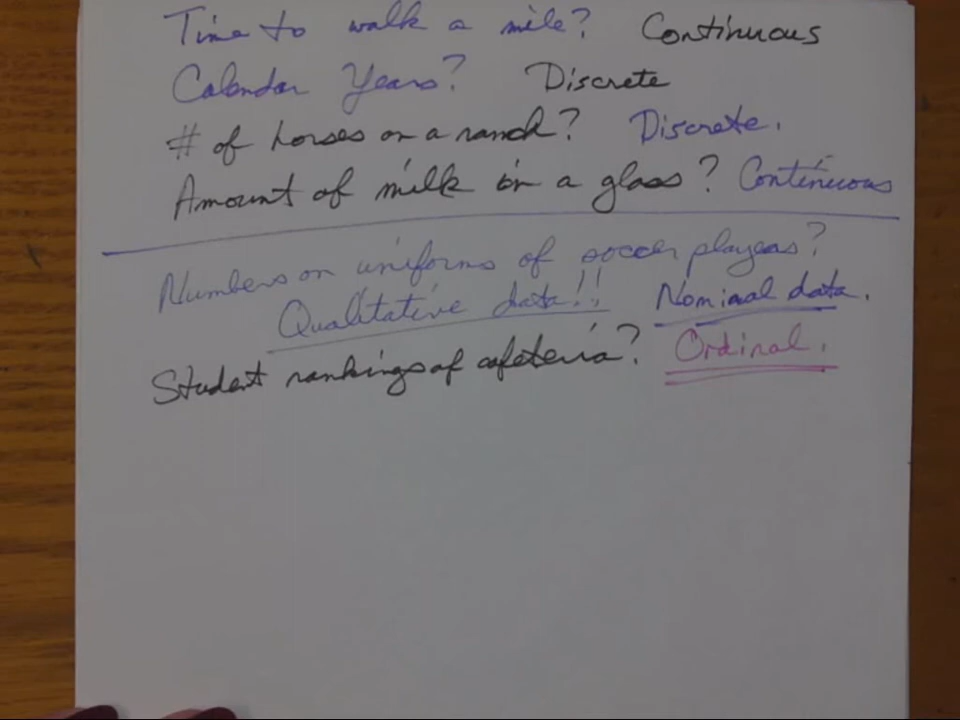 Time to walk a mile? Continuous
Calendar Years? Discrete
# of horses on a ranch? Discrete.
Amount of milk in a glass? Continuous
Numbers on uniforms of soccer players?
Qualitative data!! Nominal data.
Student rankings of cafeteria? Ordinal.